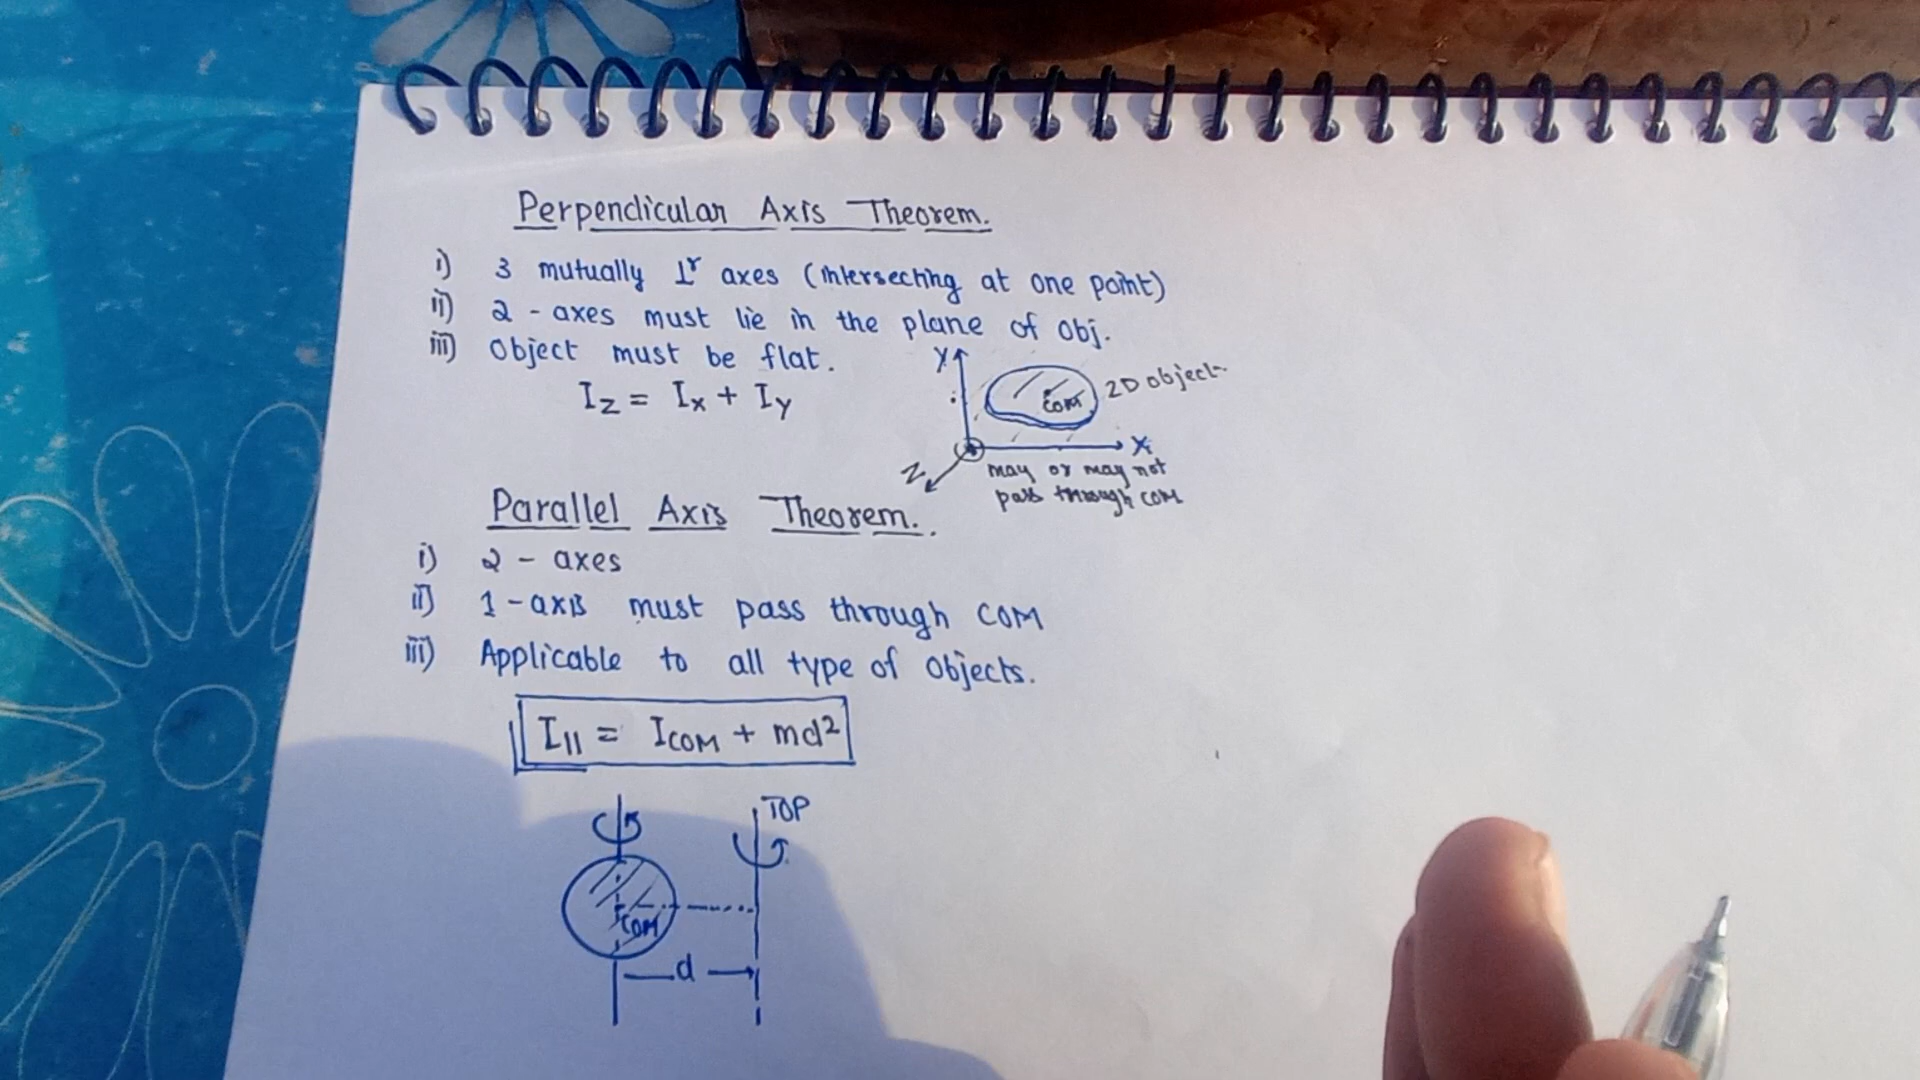 Perpendicular Axis Theorem.
i) 3 mutually ⊥r axes (intersecting at one point)
ii) 2 - axes must lie in the plane of Obj.
iii) Object must be flat.
Iz = Ix + Iy
Y
COM
2D object
X
Z
may or may not
pass through COM
Parallel Axis Theorem.
i) 2 - axes
ii) 1 - axis must pass through COM
iii) Applicable to all type of Objects.
I|| = ICOM + md²
TOP
COM
d